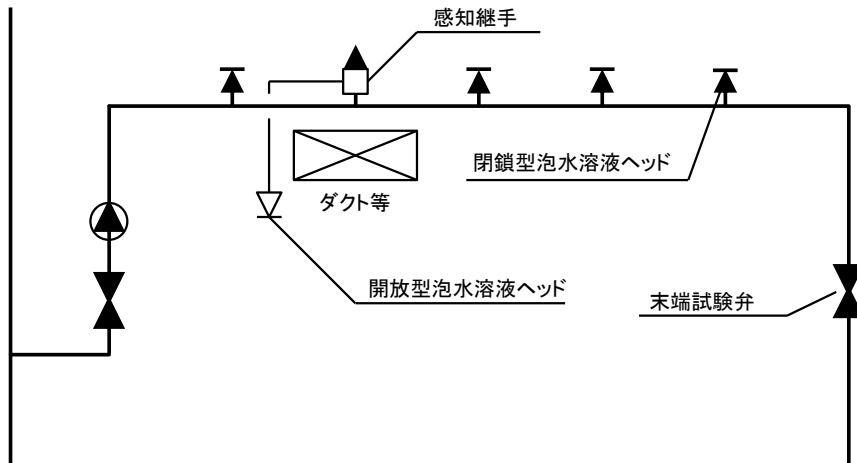 感知継手
閉鎖型泡水溶液ヘッド
ダクト等
開放型泡水溶液ヘッド
末端試験弁